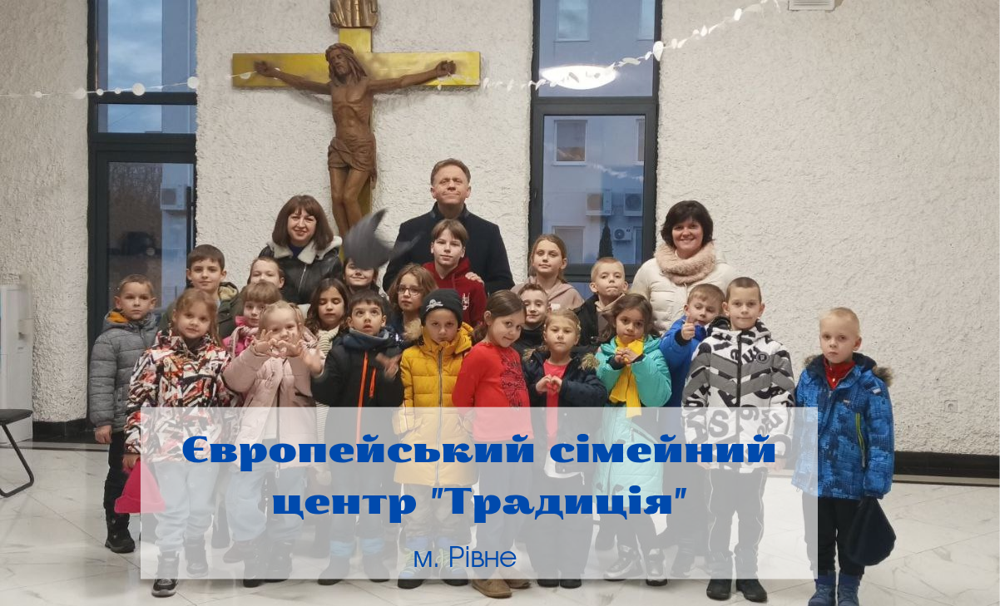 Європейський сімейний
центр "Традиція"
м. Рівне